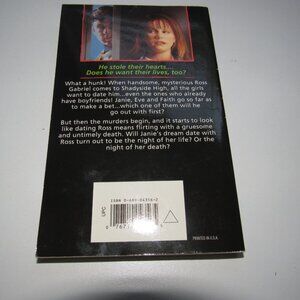 He stole their hearts...
Does he want their lives, too?
What a hunk! When handsome, mysterious Ross
Gabriel comes to Shadyside High, all the girls
want to date him...even the ones who already
have boyfriends! Janie, Eve and Faith go so far as
to make a bet...which one of them will he
go out with first?
But then the murders begin, and it starts to look
like dating Ross means flirting with a gruesome
and untimely death. Will Janie's dream date with
Ross turn out to be the night of her life? Or
the night of her death?
ISBN
UPC
0
PRINTED IN U.S.A.